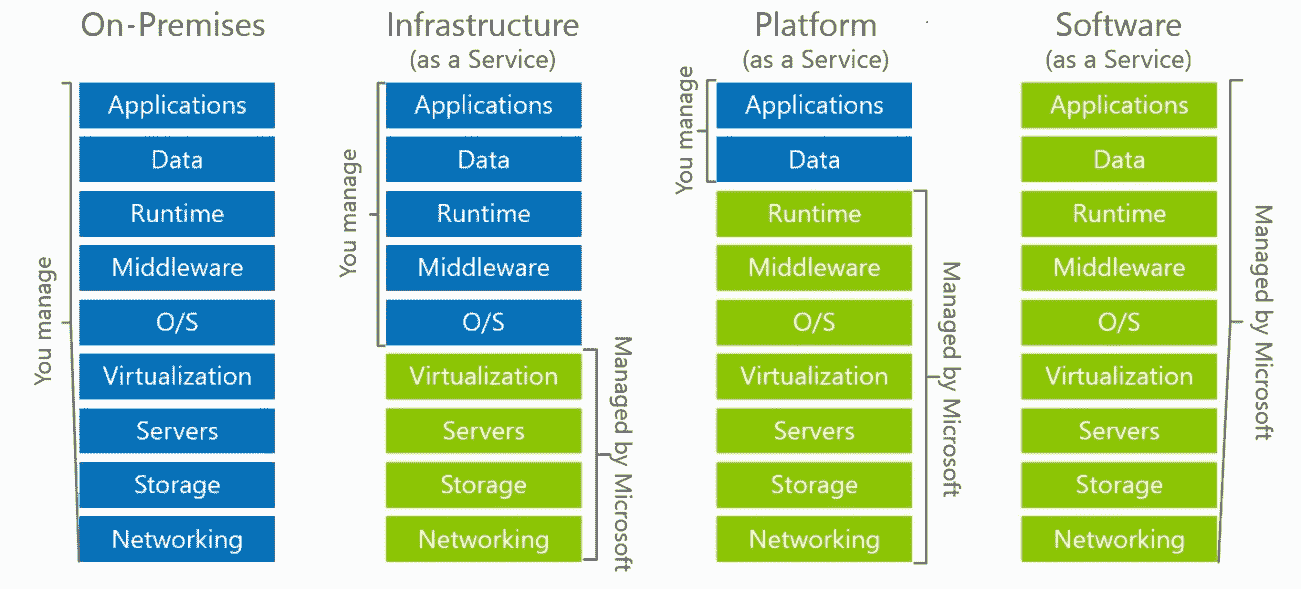 On-Premises
Applications
Data
Runtime
Middleware
O/S
Virtualization
Servers
Storage
Networking
You manage
Infrastructure
(as a Service)
Applications
Data
Runtime
Middleware
O/S
Virtualization
Servers
Storage
Networking
You manage
Managed by Microsoft
Platform
(as a Service)
Applications
Data
Runtime
Middleware
O/S
Virtualization
Servers
Storage
Networking
You manage
Managed by Microsoft
Software
(as a Service)
Applications
Data
Runtime
Middleware
O/S
Virtualization
Servers
Storage
Networking
Managed by Microsoft